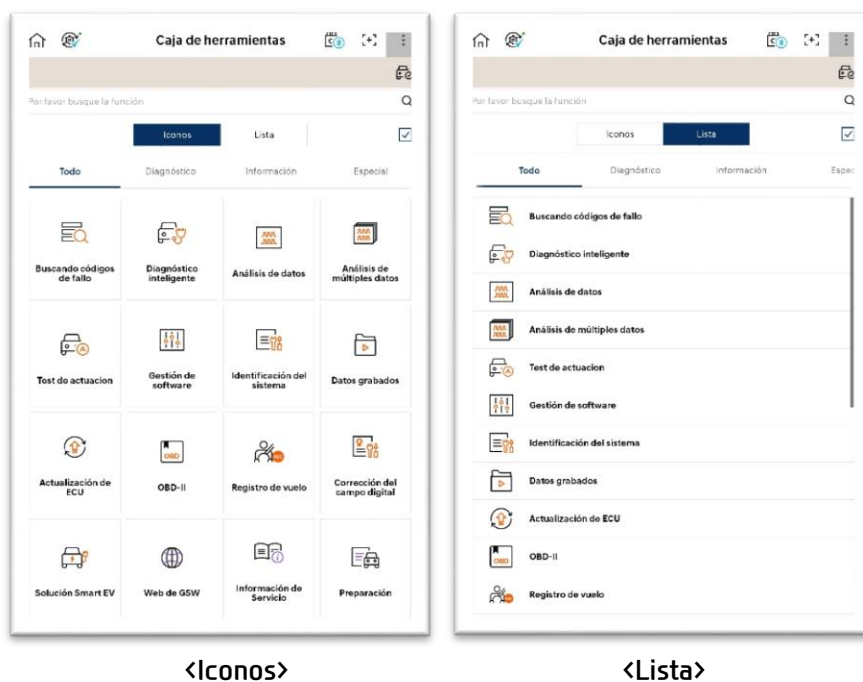 Caja de herramientas
Por favor busque la función
Iconos Lista
Todo Diagnóstico Información Especial
Buscando códigos de fallo
Diagnóstico inteligente
Análisis de datos
Análisis de múltiples datos
Test de actuacion
Gestión de software
Identificación del sistema
Datos grabados
Actualización de ECU
OBD
OBD-II
Registro de vuelo
Corrección del campo digital
Solución Smart EV
Web de GSW
Información de Servicio
Preparación
<Iconos>
Caja de herramientas
Por favor busque la función
Iconos Lista
Todo Diagnóstico Información Espec
Buscando códigos de fallo
Diagnóstico inteligente
Análisis de datos
Análisis de múltiples datos
Test de actuacion
Gestión de software
Identificación del sistema
Datos grabados
Actualización de ECU
OBD
OBD-II
Registro de vuelo
<Lista>